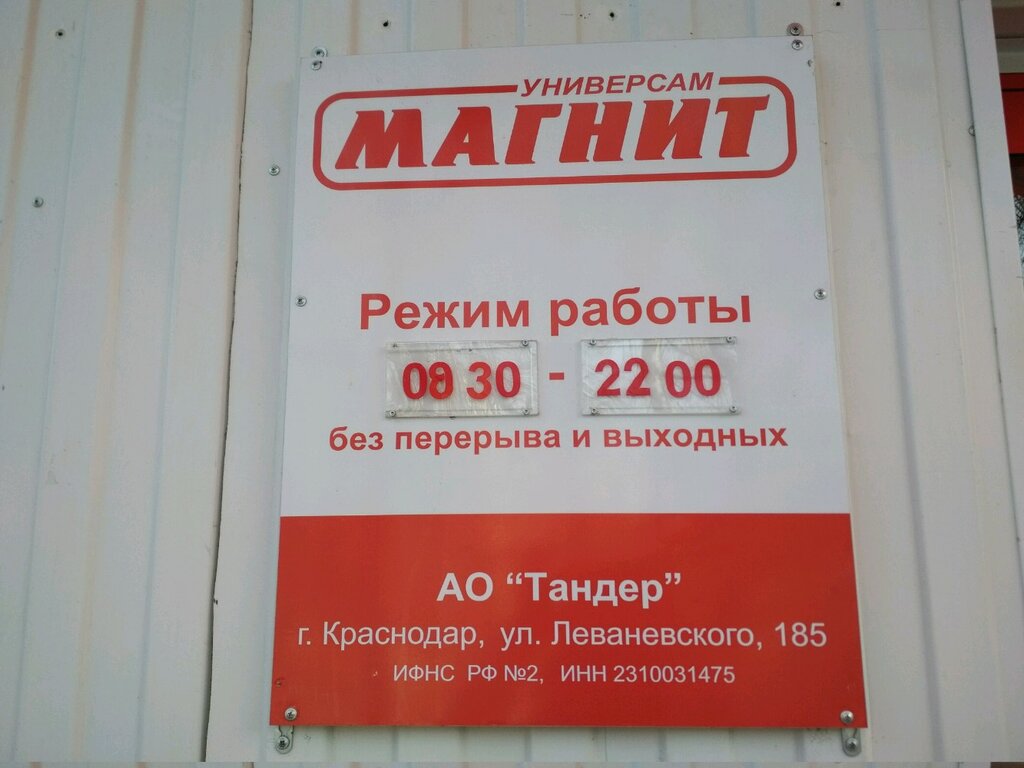 УНИВЕРСАМ
МАГНИТ
Режим работы
08 30 - 22 00
без перерыва и выходных
АО “Тандер”
г. Краснодар, ул. Леваневского, 185
ИФНС РФ №2, ИНН 2310031475